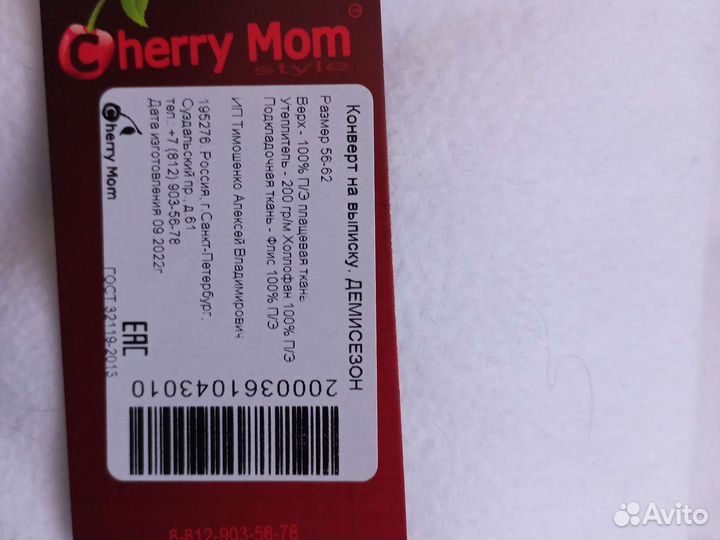 Cherry Mom ®
style
Конверт на выписку. ДЕМИСЕЗОН
Размер 56-62
Верх - 100% П/Э плащевая ткань
Утеплитель - 200 гр/м Холлофан 100% П/Э
Подкладочная ткань - Флис 100% П/Э
ИП Тимошенко Алексей Владимирович
195276, Россия, г.Санкт-Петербург,
Суздальский пр., д.61
тел.: +7 (812) 903-56-78
Дата изготовления 09.2022г.
Cherry Mom
ГОСТ 32119-2013
ЕАС
20000361043010
8-812-903-56-78
Avito